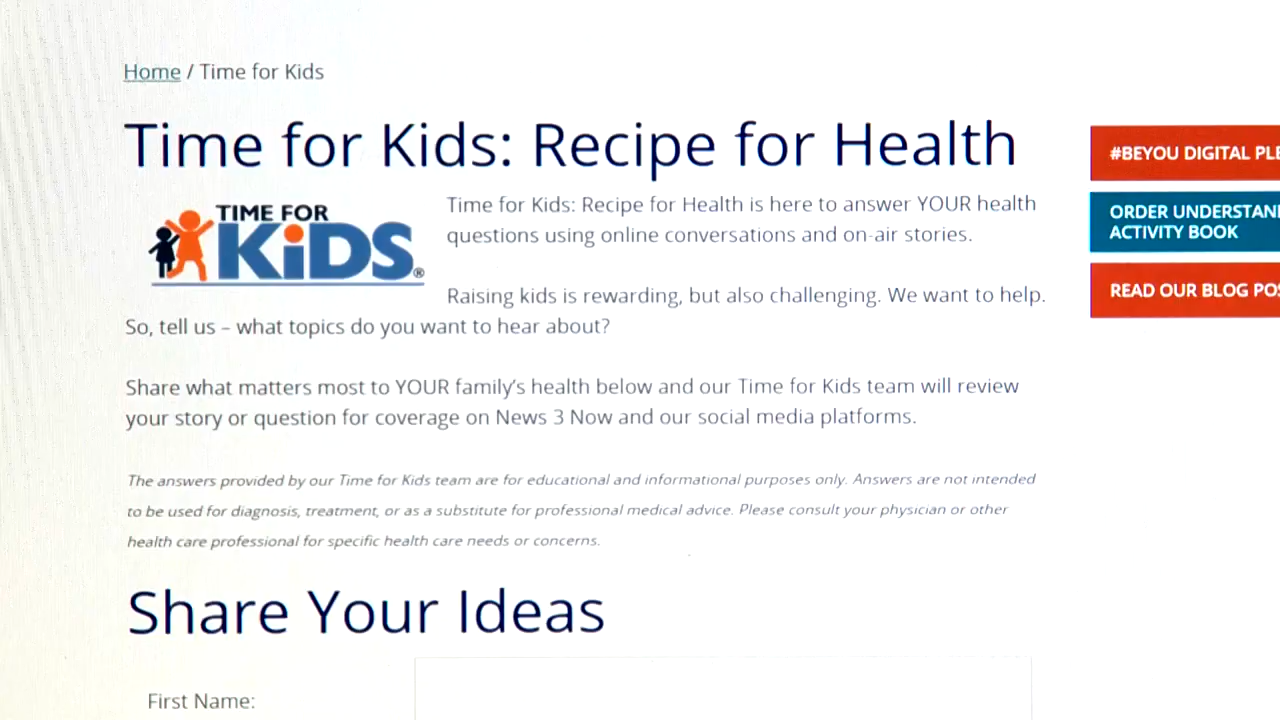 Home / Time for Kids
Time for Kids: Recipe for Health
TIME FOR
KiDS®
Time for Kids: Recipe for Health is here to answer YOUR health
questions using online conversations and on-air stories.
Raising kids is rewarding, but also challenging. We want to help.
So, tell us – what topics do you want to hear about?
Share what matters most to YOUR family's health below and our Time for Kids team will review
your story or question for coverage on News 3 Now and our social media platforms.
The answers provided by our Time for Kids team are for educational and informational purposes only. Answers are not intended
to be used for diagnosis, treatment, or as a substitute for professional medical advice. Please consult your physician or other
health care professional for specific health care needs or concerns.
Share Your Ideas
First Name:
#BEYOU DIGITAL
ORDER
ACTIVITY BOOK
READ OUR BLOG